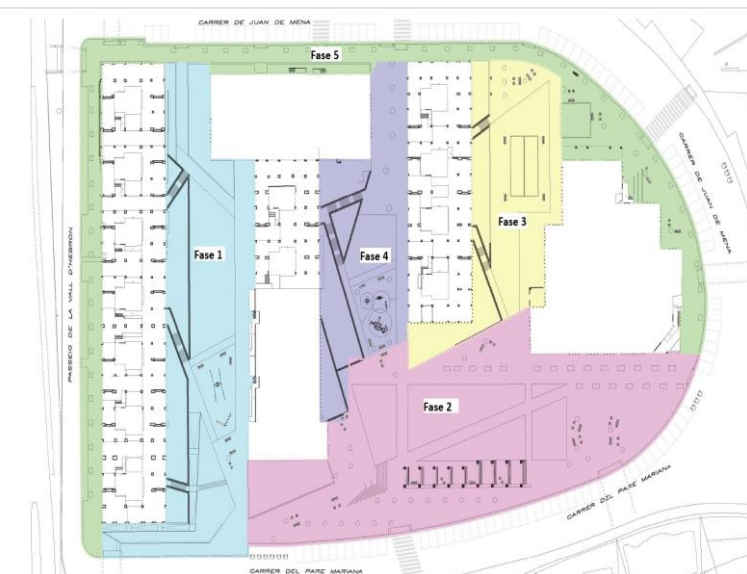 CARRER DE JUAN DE MENA
Fase 5
CARRER DE JUAN DE MENA
PASSEIG DE LA VALL D'HEBRON
Fase 1
Fase 4
Fase 3
Fase 2
CARRER DEL PARE MARIANA
CARRER DEL PARE MARIANA